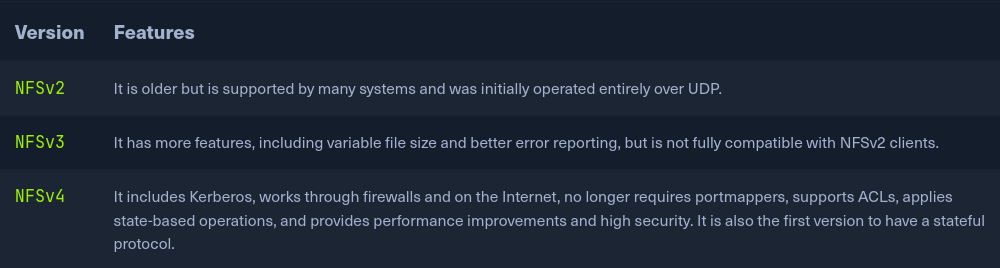 Version Features
NFSv2 It is older but is supported by many systems and was initially operated entirely over UDP.
NFSv3 It has more features, including variable file size and better error reporting, but is not fully compatible with NFSv2 clients.
NFSv4 It includes Kerberos, works through firewalls and on the Internet, no longer requires portmappers, supports ACLs, applies
state-based operations, and provides performance improvements and high security. It is also the first version to have a stateful
protocol.